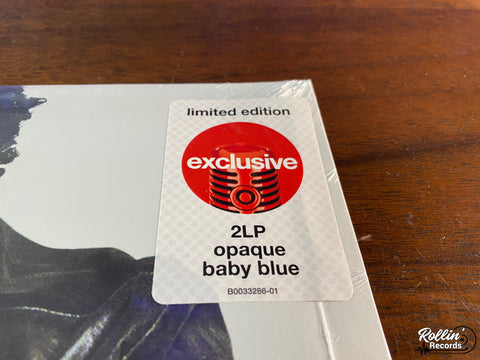 limited edition
exclusive
2LP
opaque
baby blue
B0033286-01
Rollin'
Records